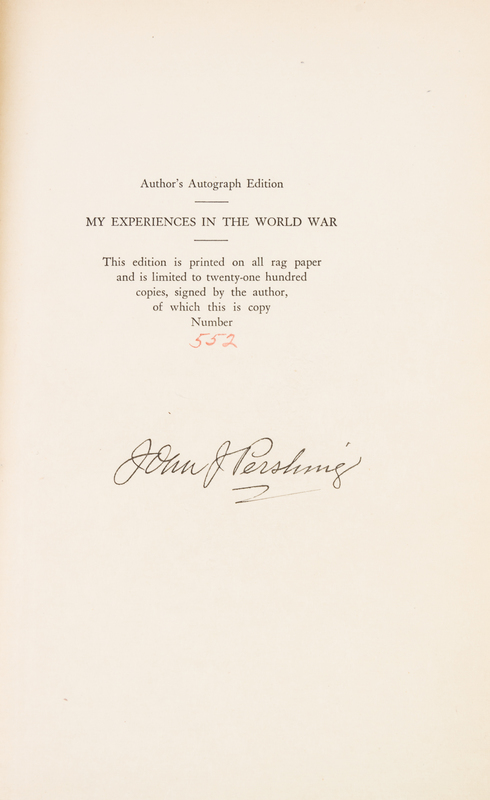 Author's Autograph Edition
MY EXPERIENCES IN THE WORLD WAR
This edition is printed on all rag paper
and is limited to twenty-one hundred
copies, signed by the author,
of which this is copy
Number
552
John J Pershing